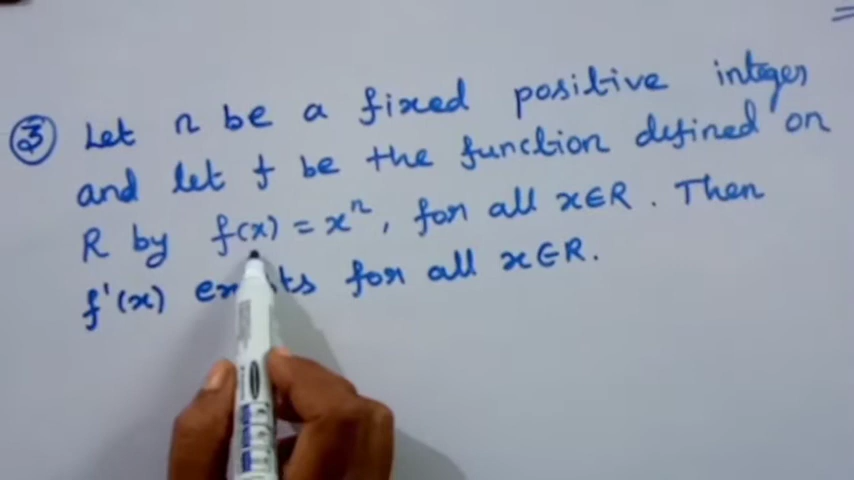 ③ Let n be a fixed positive integer
and let f be the function defined on
R by f(x) = xⁿ, for all x∈R. Then
f'(x) exists for all x∈R.